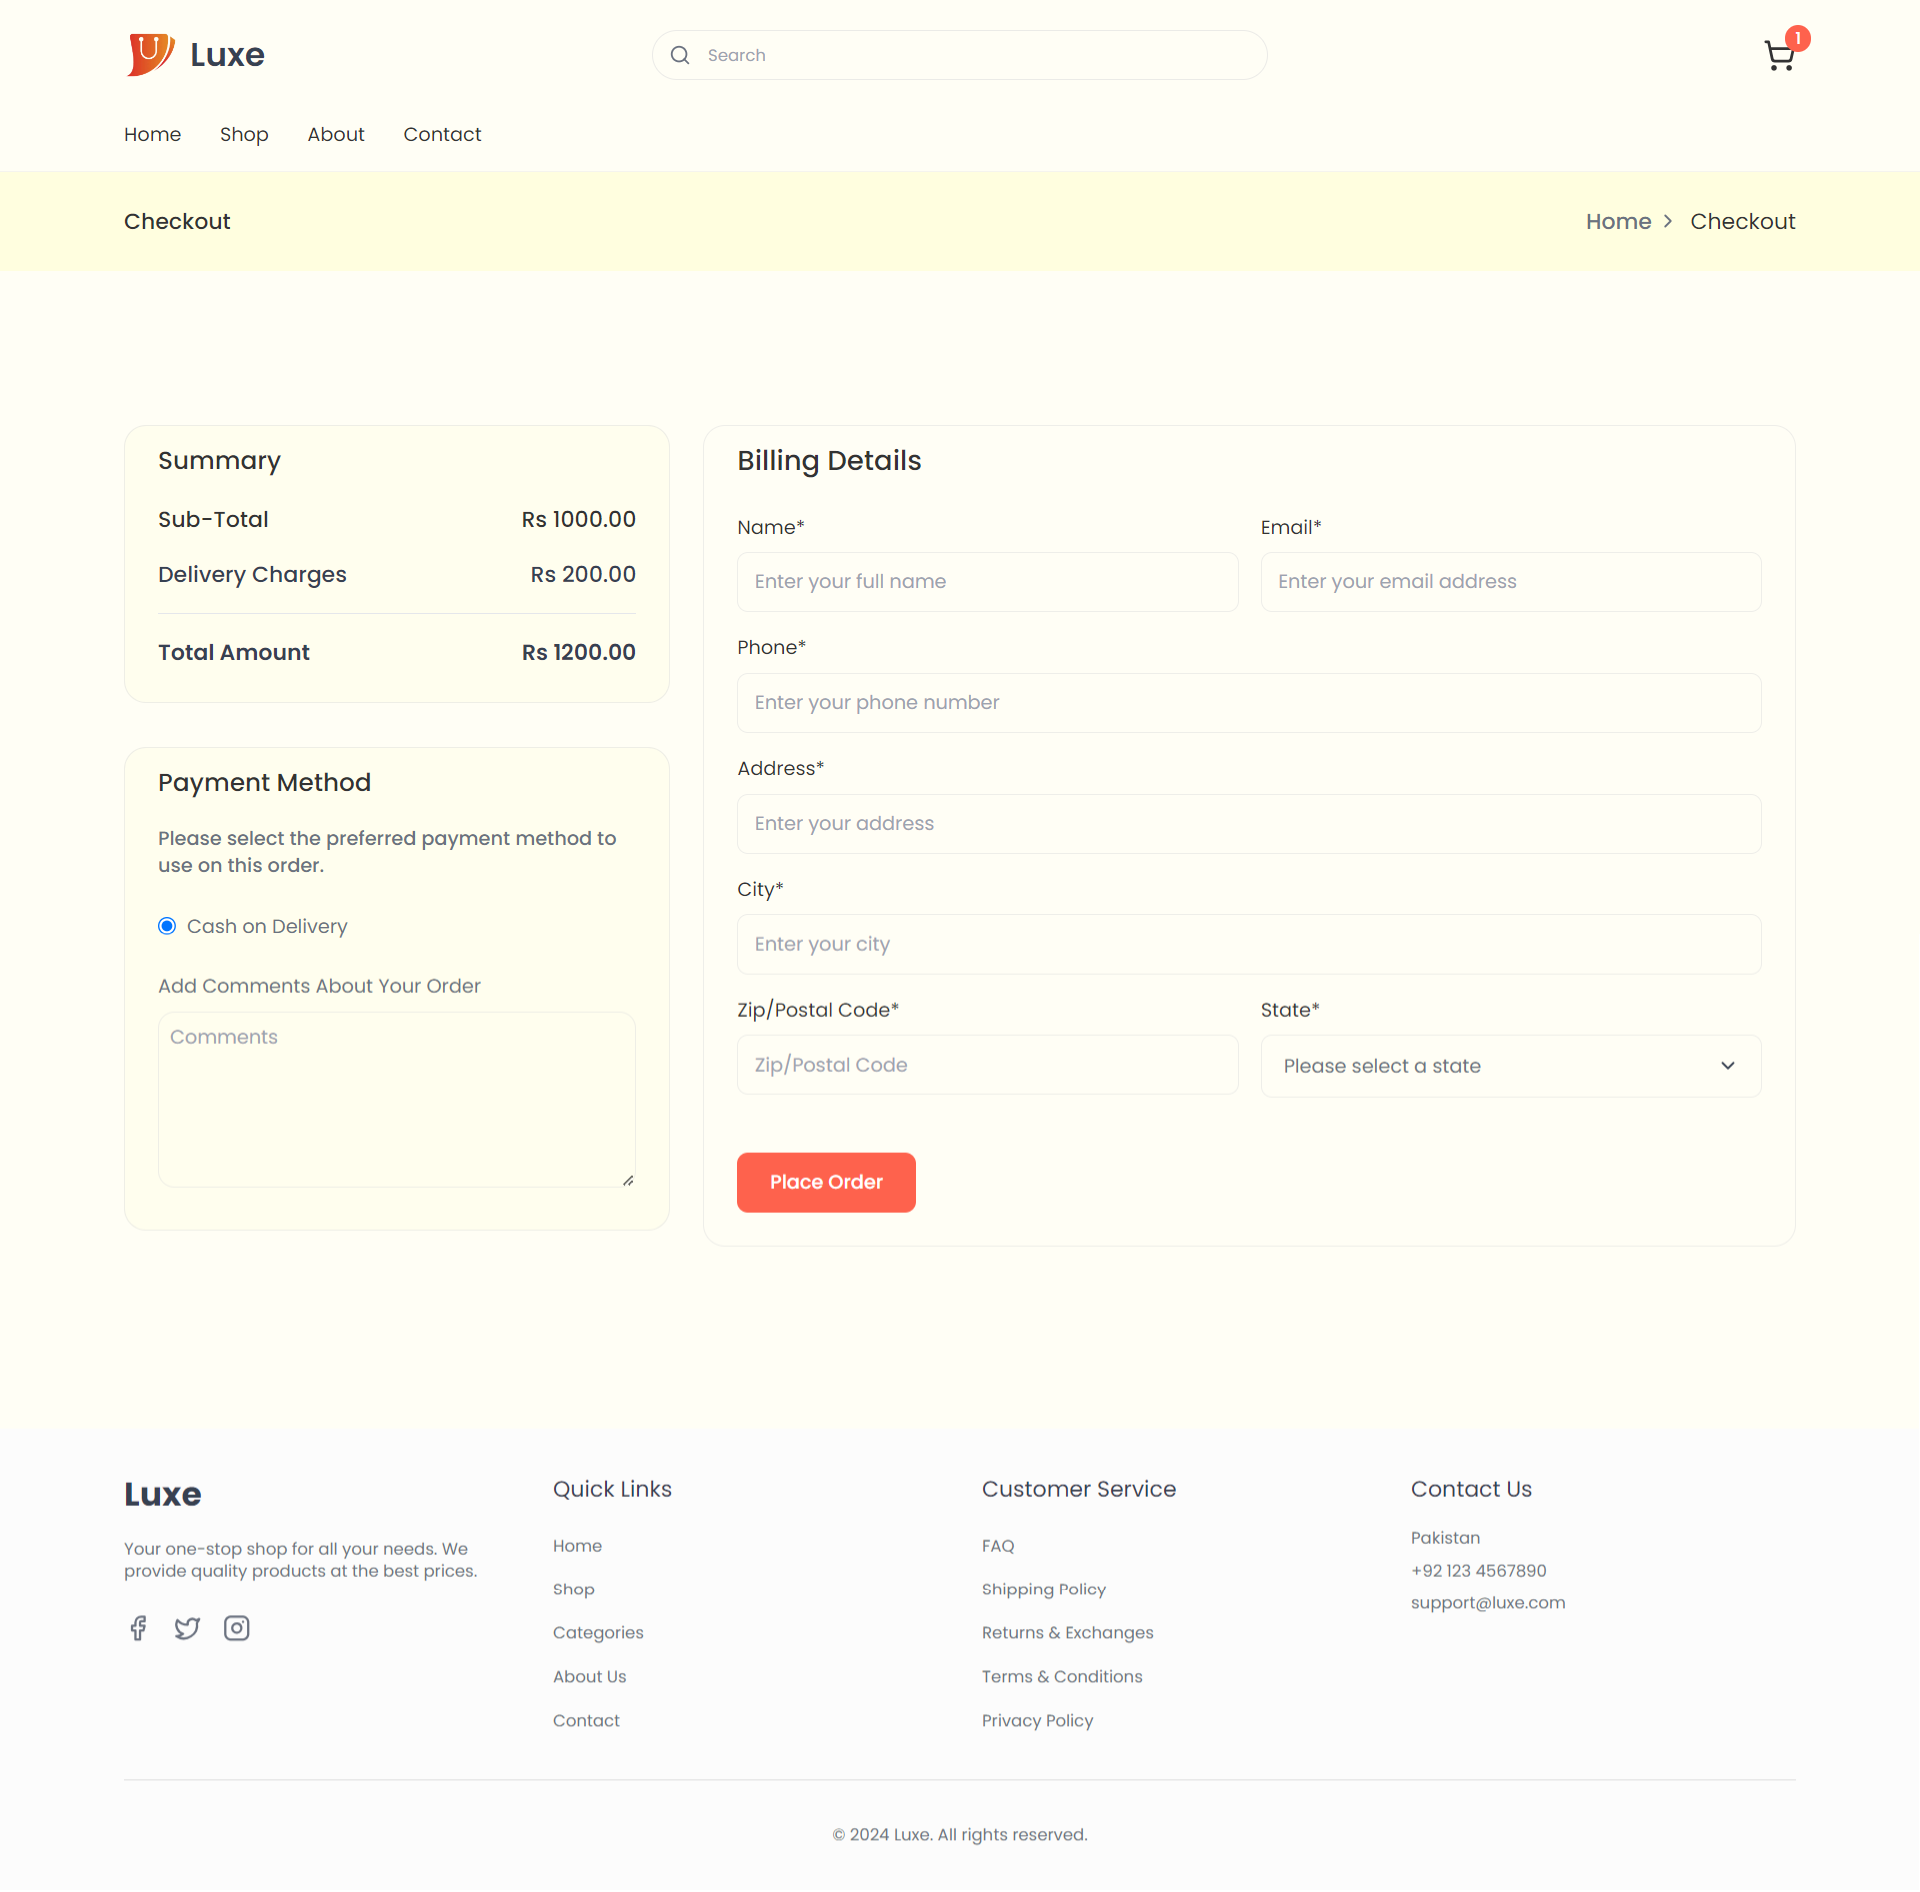 Luxe
Search
1
Home
Shop
About
Contact
Checkout
Home
Checkout
Summary
Sub-Total Rs 1000.00
Delivery Charges Rs 200.00
Total Amount Rs 1200.00
Payment Method
Please select the preferred payment method to
use on this order.
Cash on Delivery
Add Comments About Your Order
Comments
Billing Details
Name*
Enter your full name
Email*
Enter your email address
Phone*
Enter your phone number
Address*
Enter your address
City*
Enter your city
Zip/Postal Code*
Zip/Postal Code
State*
Please select a state
Place Order
Luxe
Your one-stop shop for all your needs. We
provide quality products at the best prices.
Quick Links
Home
Shop
Categories
About Us
Contact
Customer Service
FAQ
Shipping Policy
Returns & Exchanges
Terms & Conditions
Privacy Policy
Contact Us
Pakistan
+92 123 4567890
support@luxe.com
© 2024 Luxe. All rights reserved.